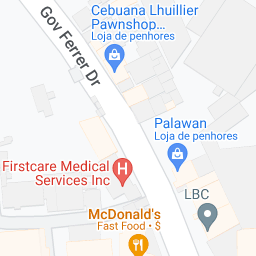 Cebuana Lhuillier
Pawnshop...
Loja de penhores
Gov Ferrer Dr
Palawan
Loja de penhores
Firstcare Medical
Services Inc
H
LBC
McDonald's
Fast Food • $